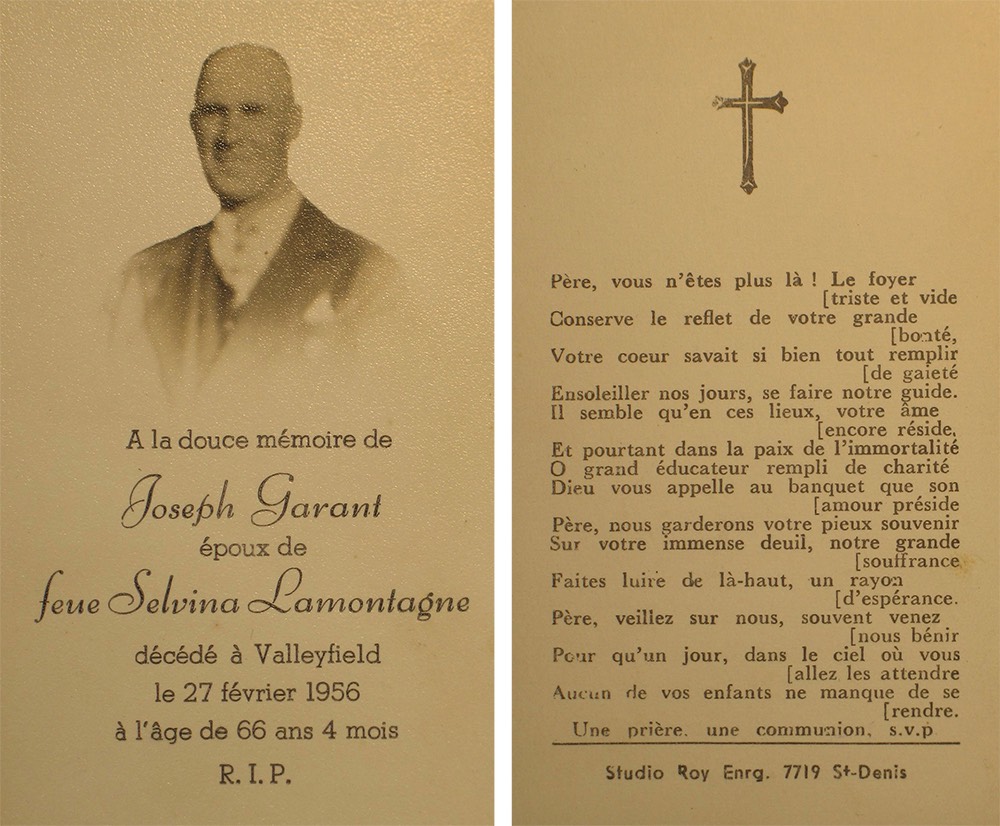 A la douce mémoire de
Joseph Garant
époux de
feue Selvina Lamontagne
décédé à Valleyfield
le 27 février 1956
à l'âge de 66 ans 4 mois
R. I. P.
Père, vous n'êtes plus là ! Le foyer
[triste et vide
Conserve le reflet de votre grande
[bonté,
Votre coeur savait si bien tout remplir
[de gaieté
Ensoleiller nos jours, se faire notre guide.
Il semble qu'en ces lieux, votre âme
[encore réside,
Et pourtant dans la paix de l'immortalité
O grand éducateur rempli de charité
Dieu vous appelle au banquet que son
[amour préside
Père, nous garderons votre pieux souvenir
Sur votre immense deuil, notre grande
[souffrance
Faites luire de là-haut, un rayon
[d'espérance.
Père, veillez sur nous, souvent venez
[nous bénir
Pour qu'un jour, dans le ciel où vous
[allez les attendre
Aucun de vos enfants ne manque de se
[rendre.
Une prière, une communion, s.v.p.
Studio Roy Enrg. 7719 St-Denis